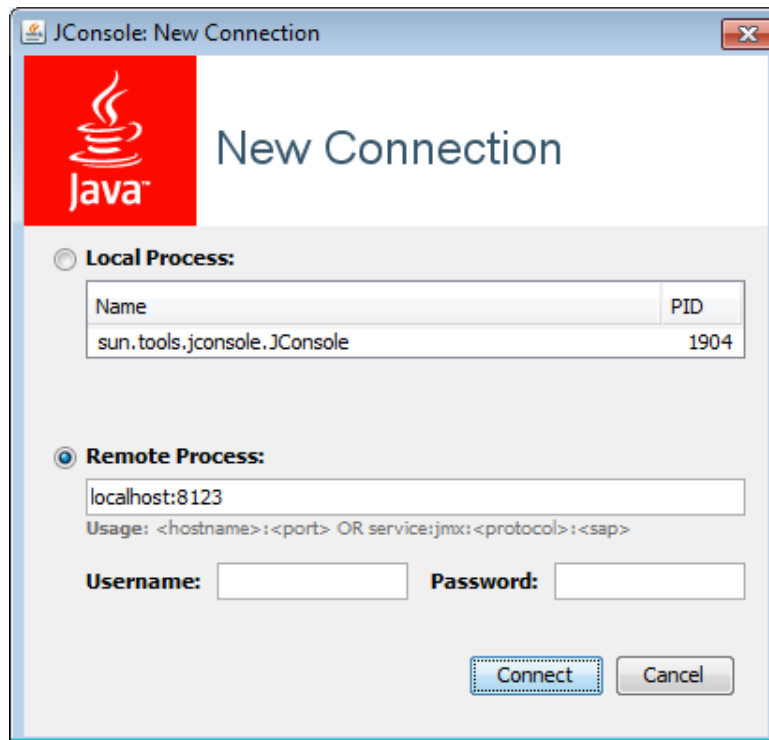 JConsole: New Connection
Java™
New Connection
Local Process:
Name PID
sun.tools.jconsole.JConsole 1904
Remote Process:
localhost:8123
Usage: <hostname>:<port> OR service:jmx:<protocol>:<sap>
Username: Password:
Connect Cancel